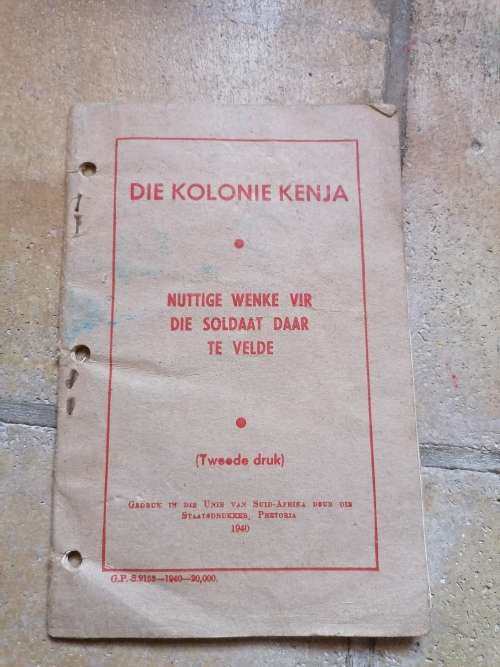 DIE KOLONIE KENJA
NUTTIGE WENKE VIR
DIE SOLDAAT DAAR
TE VELDE
(Tweede druk)
GEDRUK IN DIE UNIE VAN SUID-AFRIKA DEUR DIE
STAATSDRUKKER, PRETORIA
1940
G.P.-S.9153—1940—20,000.